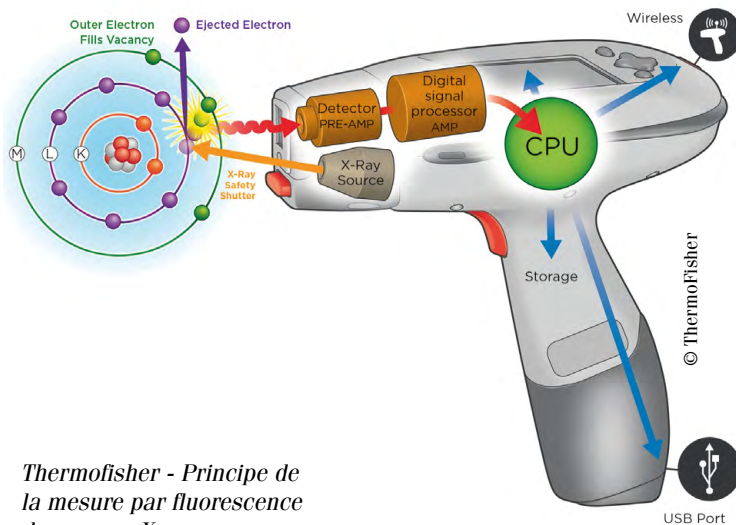 Outer Electron
Fills Vacancy
Ejected Electron
Wireless
Detector
PRE-AMP
Digital
signal
processor
AMP
CPU
M
L
K
X-Ray
Source
X-Ray
Safety
Shutter
Storage
© ThermoFisher
USB Port
Thermofisher - Principe de
la mesure par fluorescence